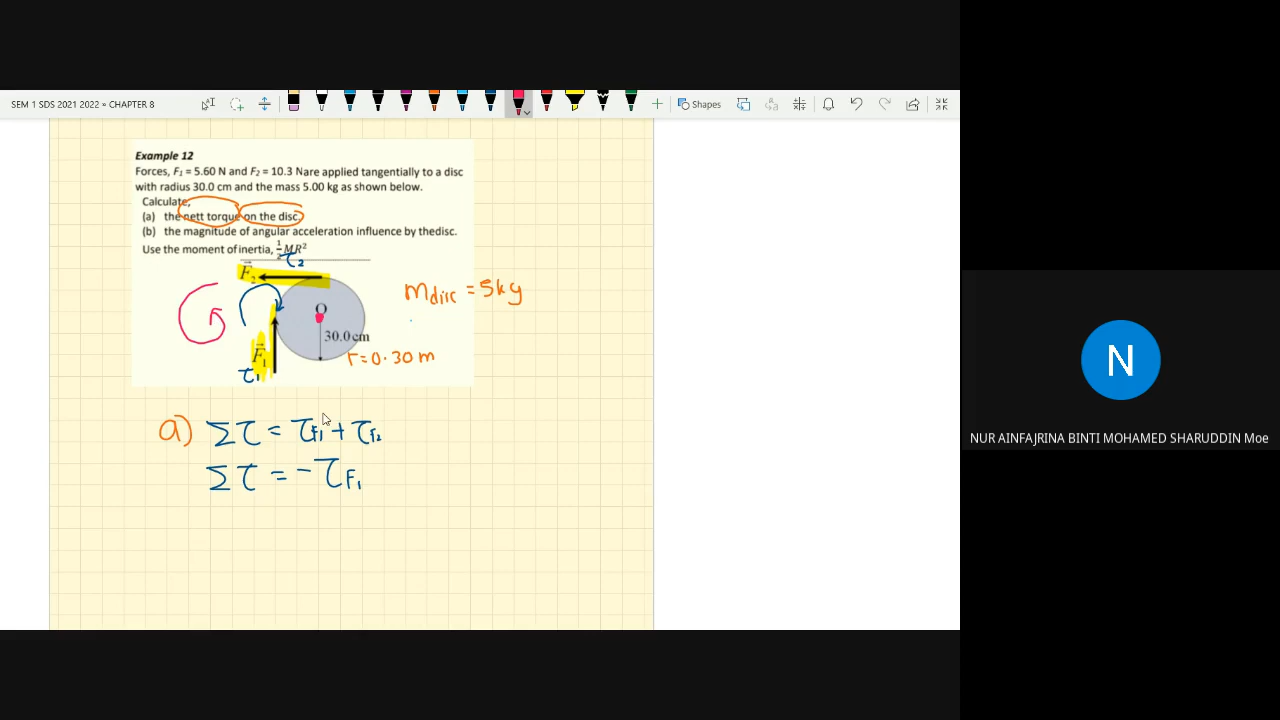 SEM 1 SDS 2021 2022 » CHAPTER 8
Shapes
Example 12
Forces, F₁ = 5.60 N and F₂ = 10.3 Nare applied tangentially to a disc
with radius 30.0 cm and the mass 5.00 kg as shown below.
Calculate,
(a) the nett torque on the disc.
(b) the magnitude of angular acceleration influence by thedisc.
Use the moment of inertia, ½MR²
τ₂
F₂
O
30.0 cm
F₁
τ₁
m disc = 5kg
r = 0.30 m
a) Στ = τF₁ + τF₂
Στ = -τF₁
N
NUR AINFAJRINA BINTI MOHAMED SHARUDDIN Moe